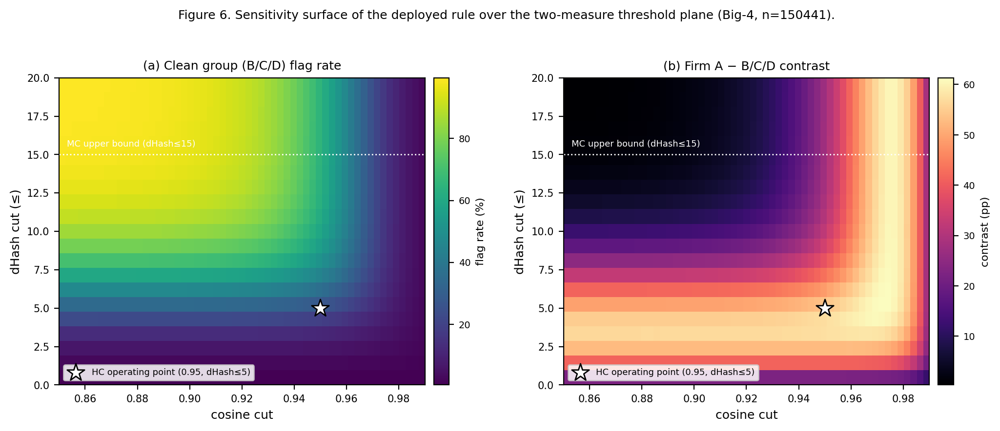 Figure 6. Sensitivity surface of the deployed rule over the two-measure threshold plane (Big-4, n=150441).
(a) Clean group (B/C/D) flag rate
20.0
17.5
15.0
12.5
10.0
7.5
5.0
2.5
0.0
dHash cut (≤)
MC upper bound (dHash≤15)
HC operating point (0.95, dHash≤5)
0.86 0.88 0.90 0.92 0.94 0.96 0.98
cosine cut
80
60
40
20
flag rate (%)
(b) Firm A − B/C/D contrast
20.0
17.5
15.0
12.5
10.0
7.5
5.0
2.5
0.0
dHash cut (≤)
MC upper bound (dHash≤15)
HC operating point (0.95, dHash≤5)
0.86 0.88 0.90 0.92 0.94 0.96 0.98
cosine cut
60
50
40
30
20
10
contrast (pp)